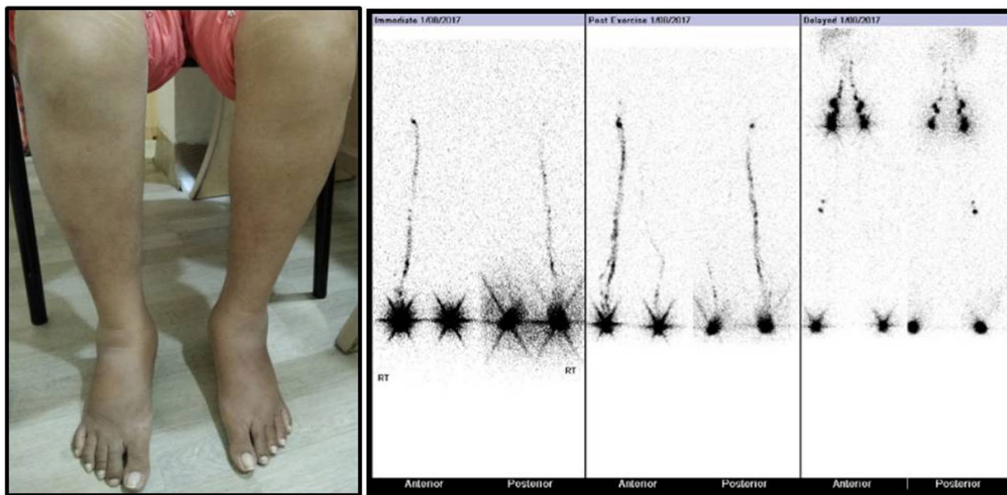 Immediate 1/08/2017
Post Exercise 1/08/2017
Delayed 1/08/2017
RT
RT
Anterior
Posterior
Anterior
Posterior
Anterior
Posterior